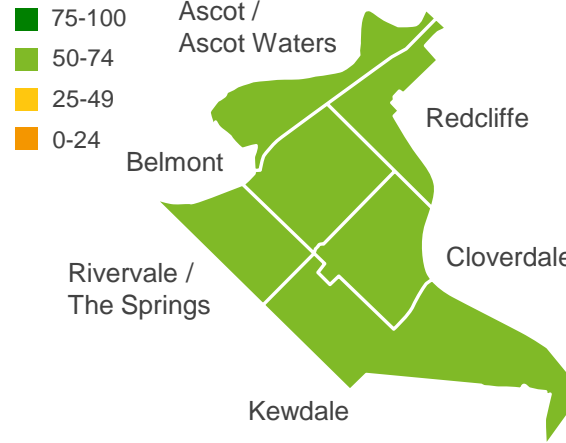 75-100
50-74
25-49
0-24
Ascot /
Ascot Waters
Redcliffe
Belmont
Cloverdale
Rivervale /
The Springs
Kewdale